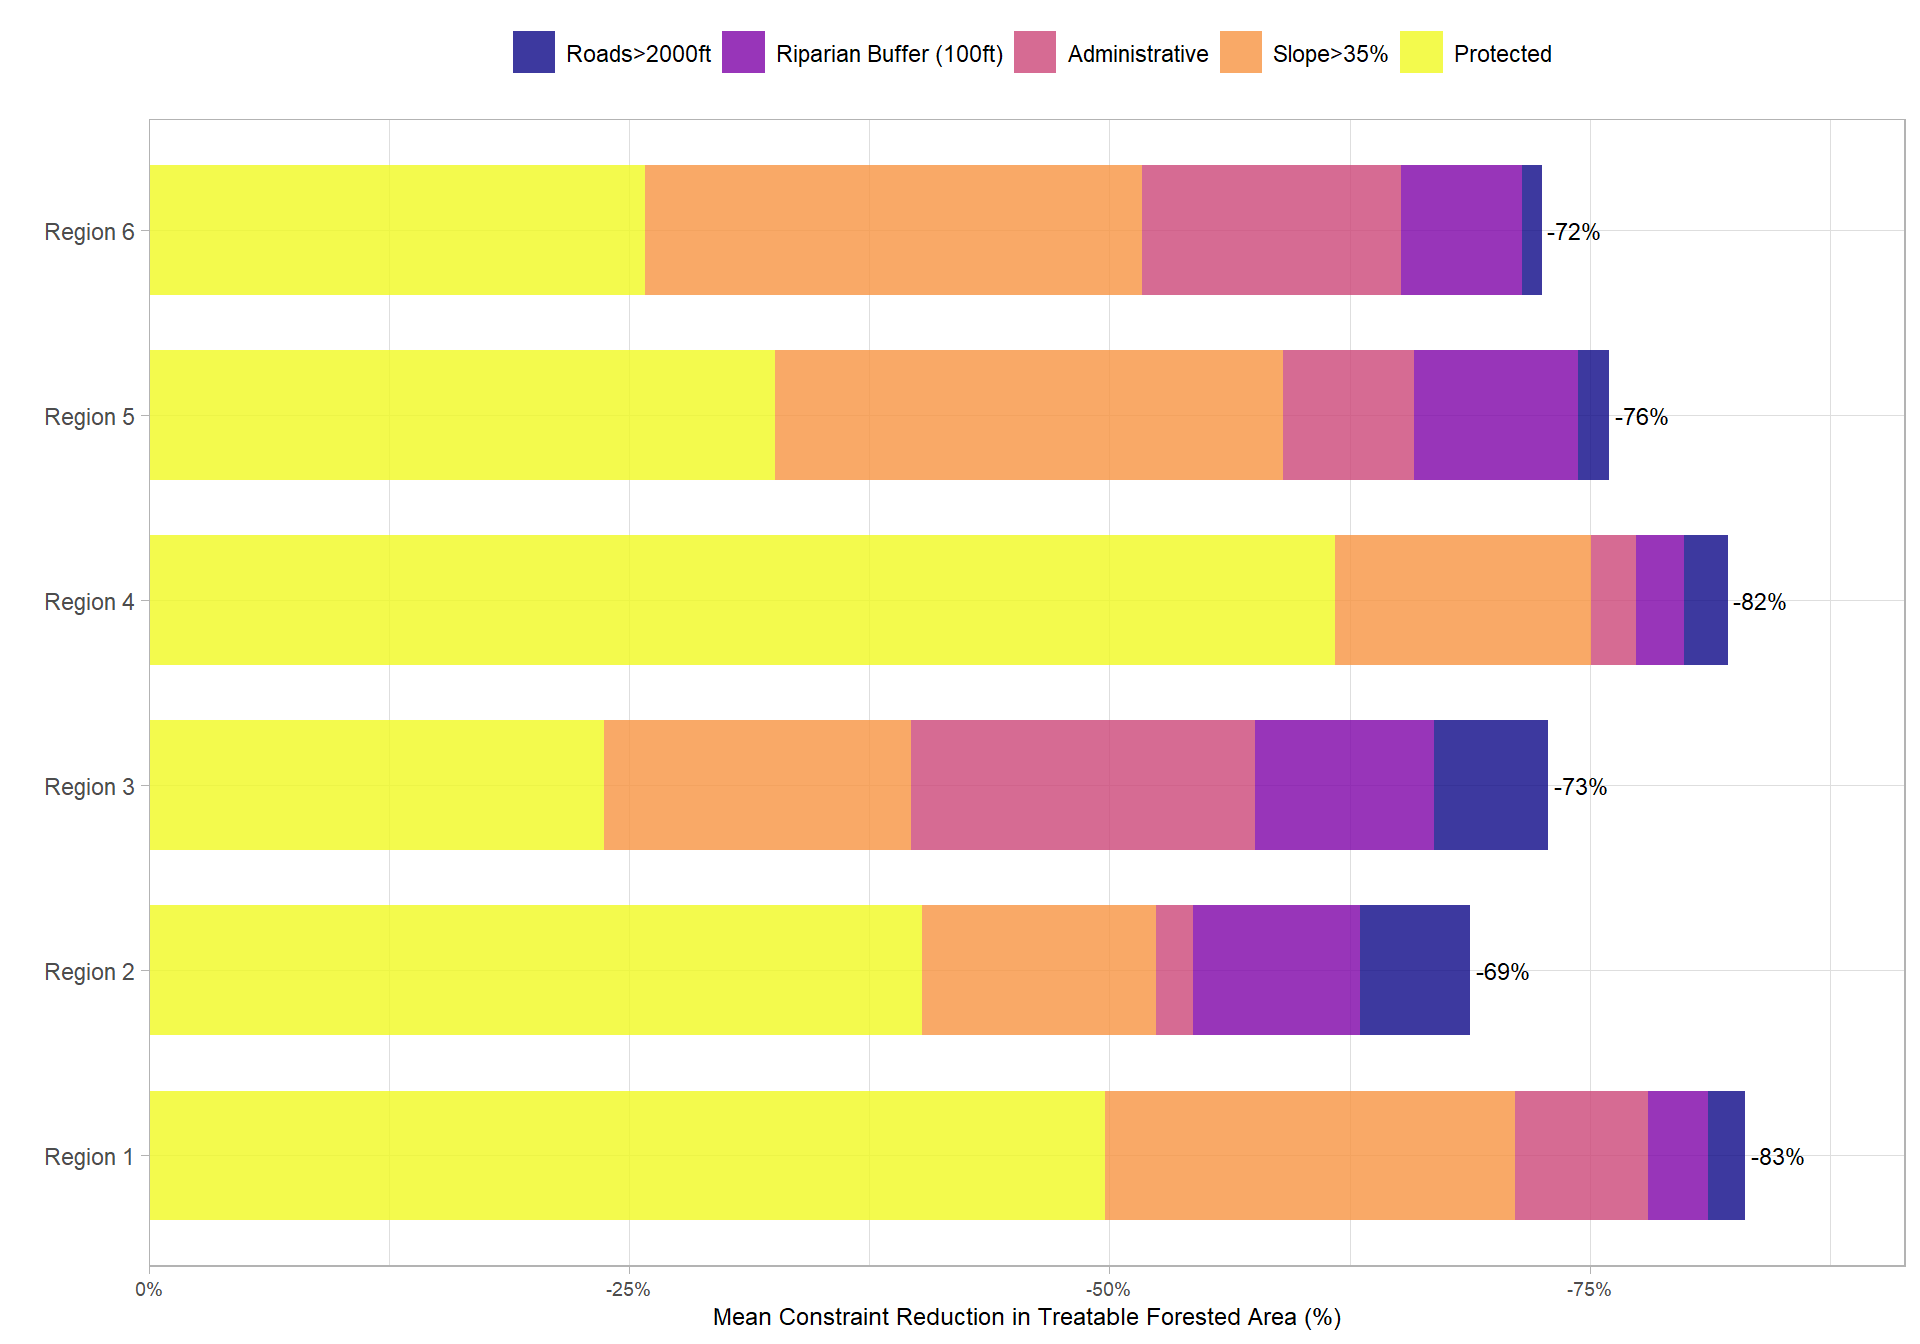 Roads>2000ft Riparian Buffer (100ft) Administrative Slope>35% Protected
Region 6 -72%
Region 5 -76%
Region 4 -82%
Region 3 -73%
Region 2 -69%
Region 1 -83%
0% -25% -50% -75%
Mean Constraint Reduction in Treatable Forested Area (%)